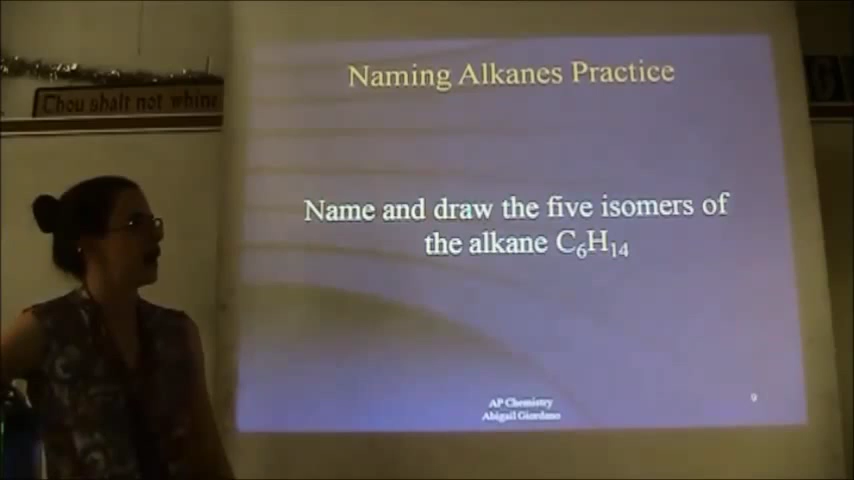 Naming Alkanes Practice
Chou shalt not whine
Name and draw the five isomers of
the alkane C₆H₁₄
AP Chemistry
Abigail Giordano
9